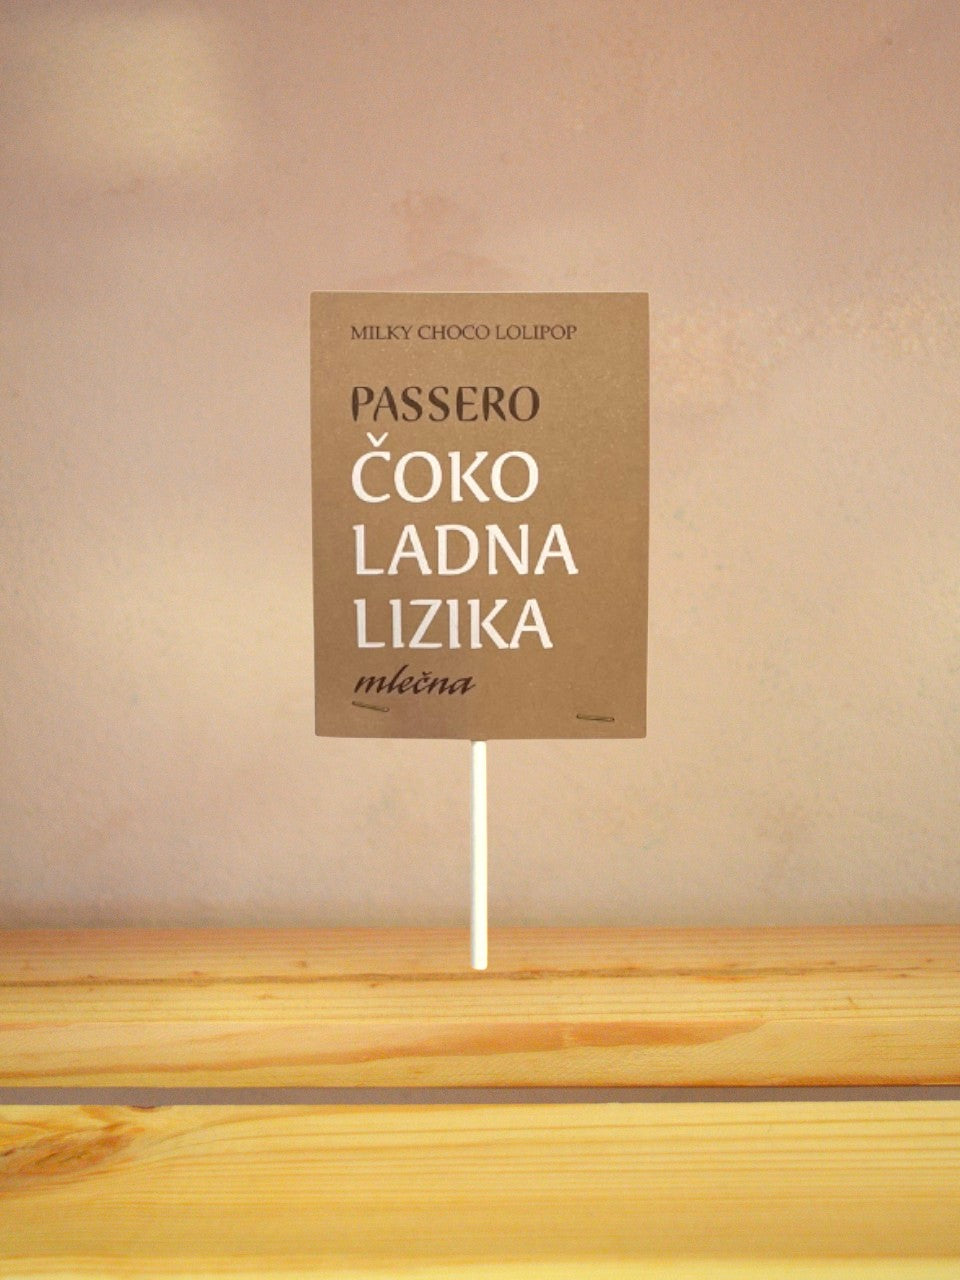 MILKY CHOCO LOLIPOP
PASSERO
ČOKO
LADNA
LIZIKA
mlečna